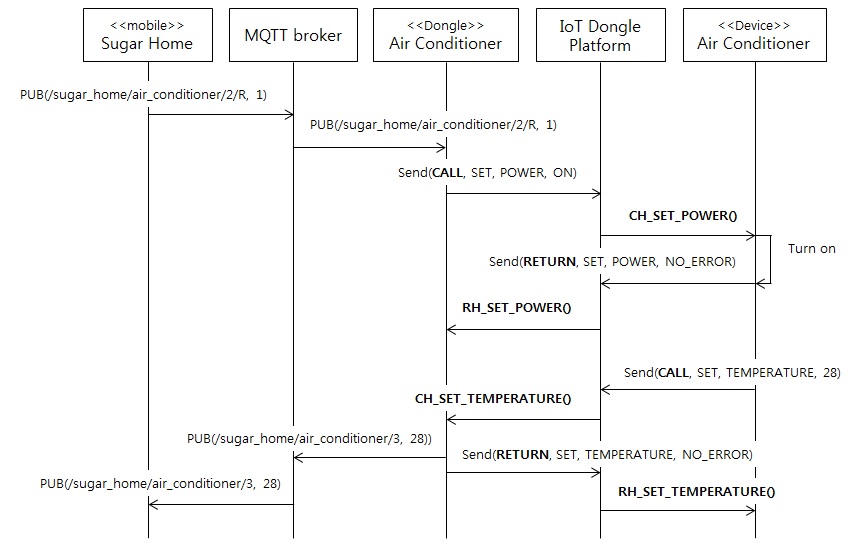 <<mobile>>
Sugar Home
MQTT broker
<<Dongle>>
Air Conditioner
IoT Dongle
Platform
<<Device>>
Air Conditioner
PUB(/sugar_home/air_conditioner/2/R, 1)
PUB(/sugar_home/air_conditioner/2/R, 1)
Send(CALL, SET, POWER, ON)
CH_SET_POWER()
Turn on
Send(RETURN, SET, POWER, NO_ERROR)
RH_SET_POWER()
Send(CALL, SET, TEMPERATURE, 28)
CH_SET_TEMPERATURE()
PUB(/sugar_home/air_conditioner/3, 28))
Send(RETURN, SET, TEMPERATURE, NO_ERROR)
PUB(/sugar_home/air_conditioner/3, 28)
RH_SET_TEMPERATURE()